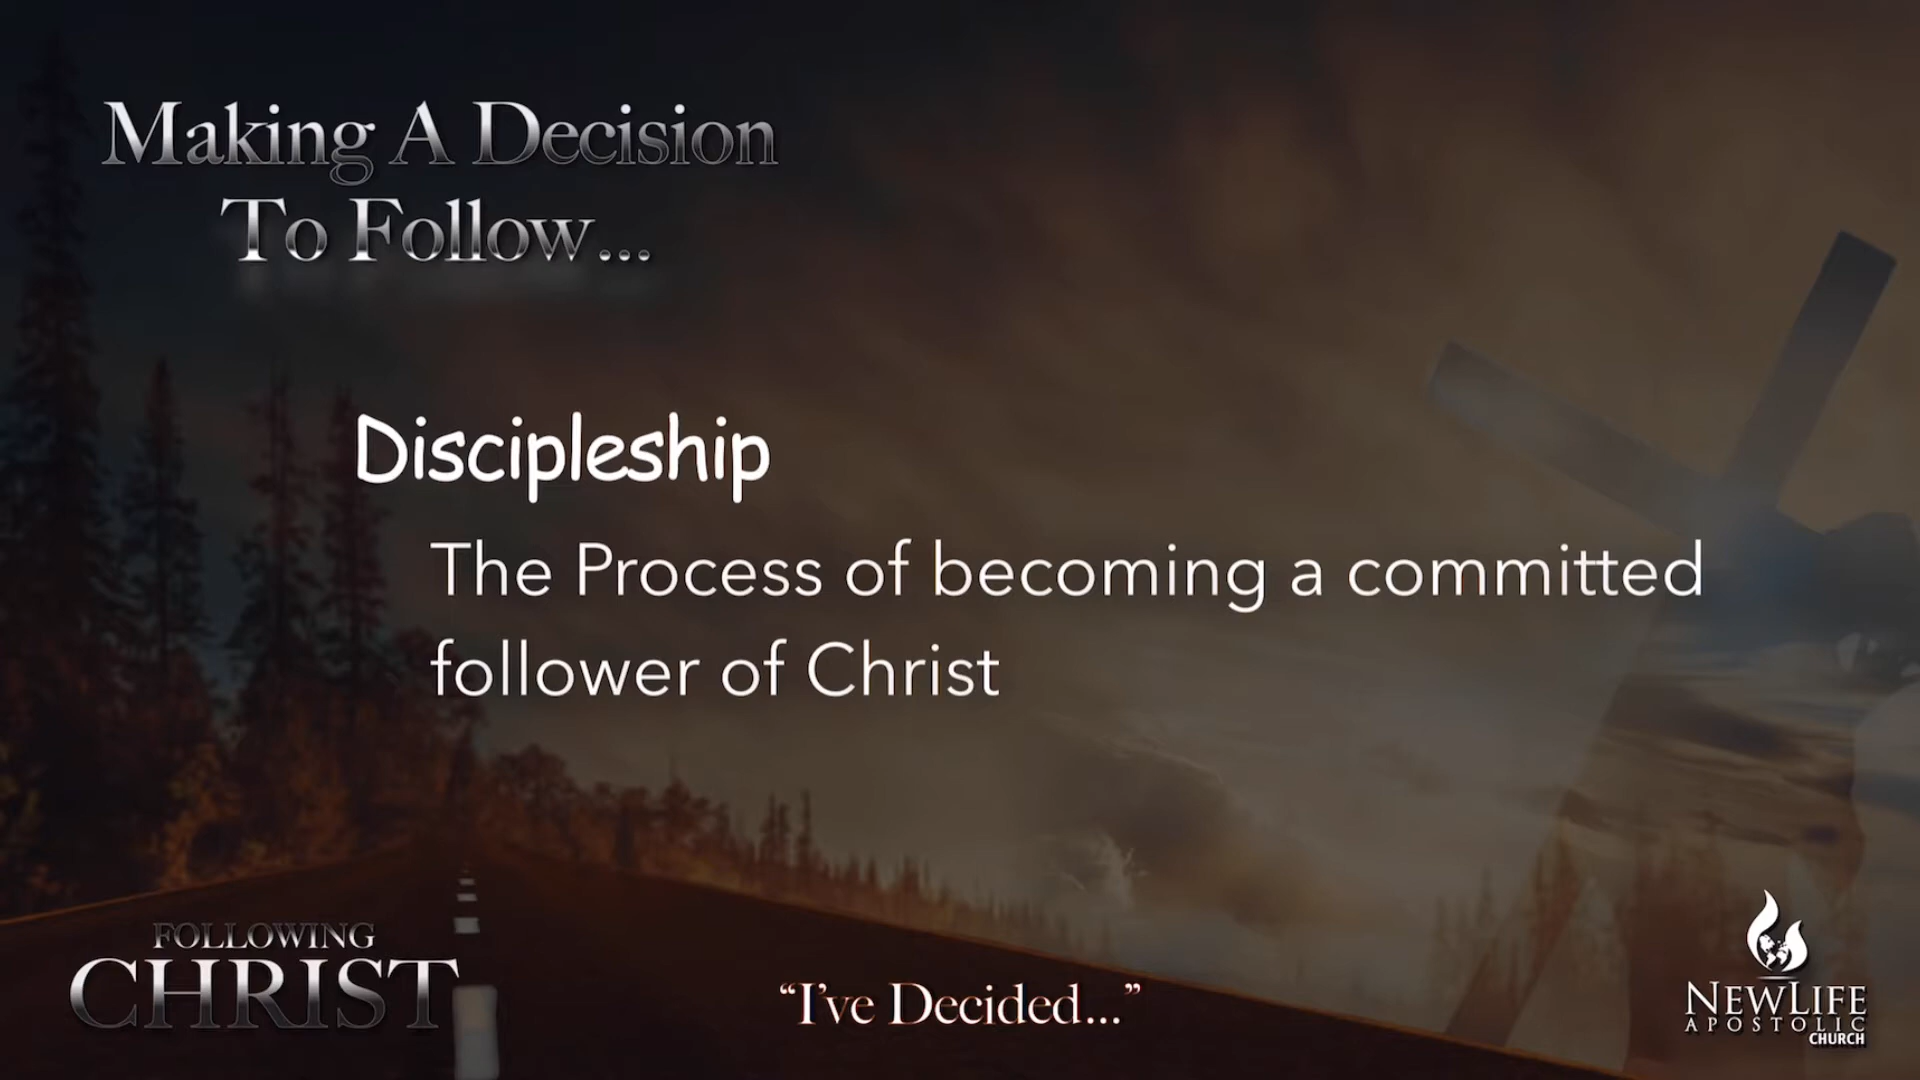 Making A Decision
To Follow...
Discipleship
The Process of becoming a committed
follower of Christ
FOLLOWING
CHRIST
“I've Decided...”
NEWLIFE
APOSTOLIC
CHURCH